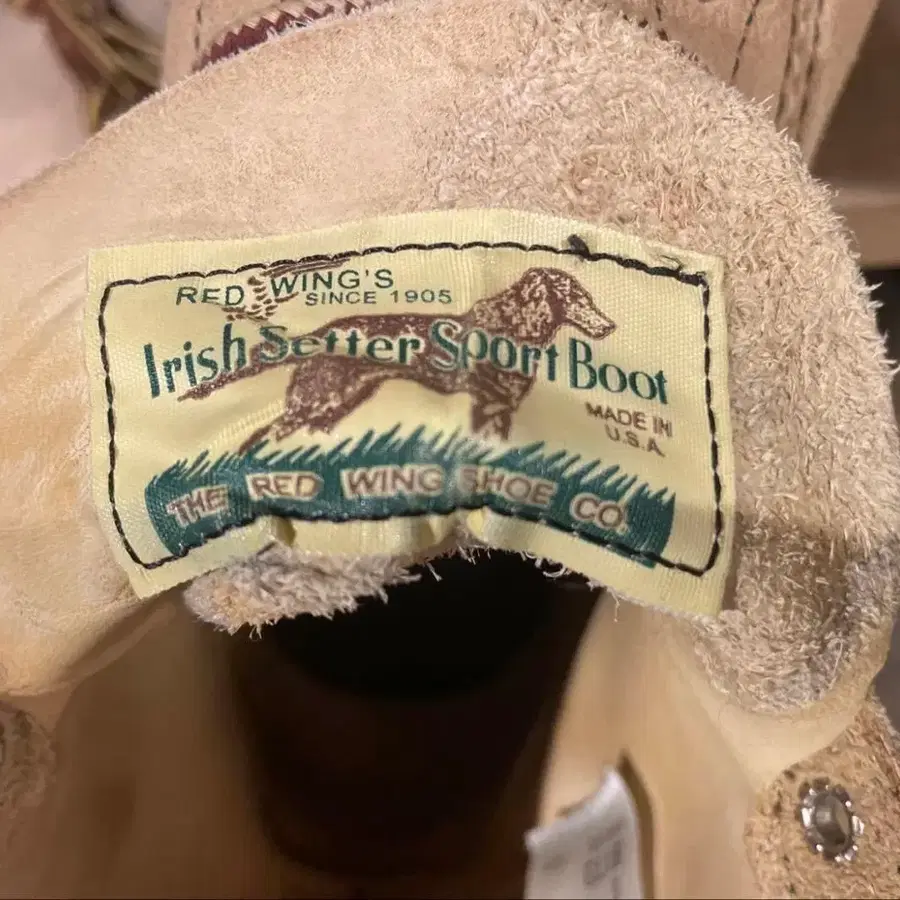 RED WING'S
SINCE 1905
Irish Setter Sport Boot
MADE IN
U.S.A.
THE RED WING SHOE CO.